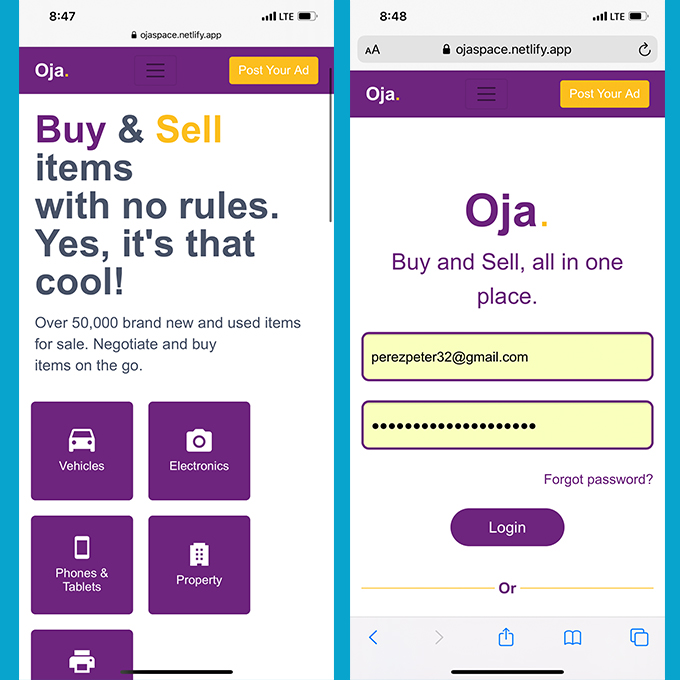 8:47
LTE
ojaspace.netlify.app
Oja.
Post Your Ad
Buy & Sell
items
with no rules.
Yes, it's that
cool!
Over 50,000 brand new and used items
for sale. Negotiate and buy
items on the go.
Vehicles
Electronics
Phones &
Tablets
Property
8:48
LTE
AA
ojaspace.netlify.app
Oja.
Post Your Ad
Oja.
Buy and Sell, all in one
place.
perezpeter32@gmail.com
••••••••••••••••••••
Forgot password?
Login
Or